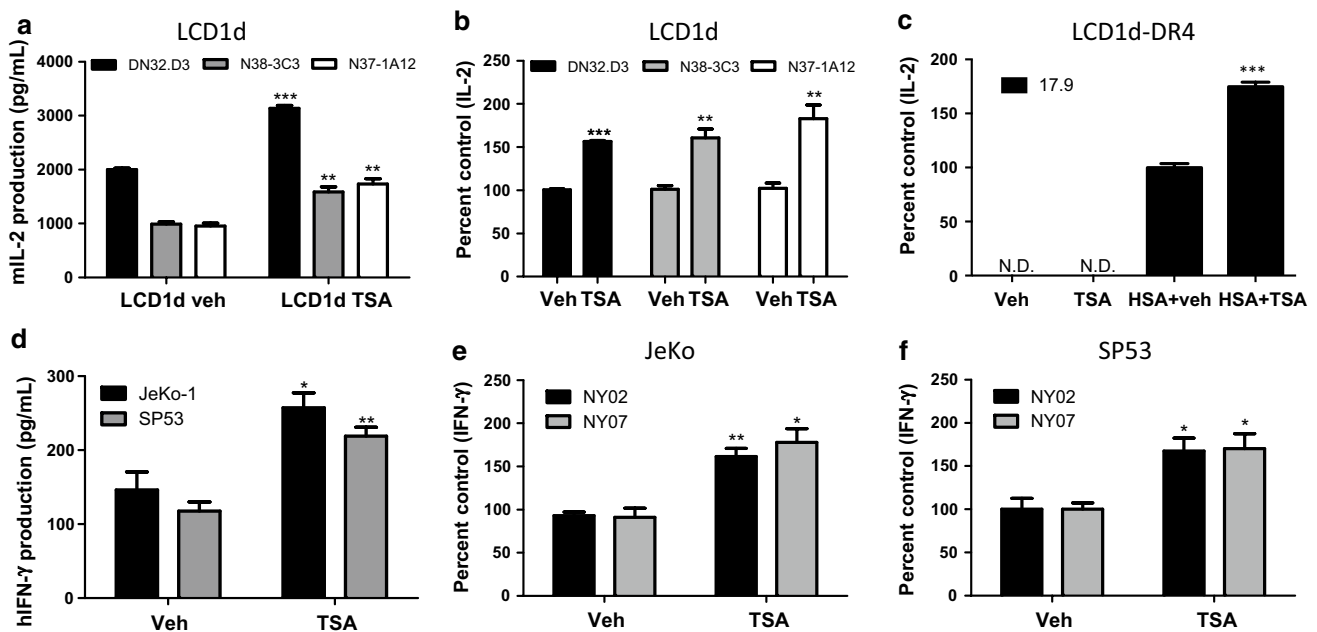 a
LCD1d
mIL-2 production (pg/mL)
4000
3000
2000
1000
0
DN32.D3
N38-3C3
N37-1A12
***
**
**
LCD1d veh
LCD1d TSA
b
LCD1d
Percent control (IL-2)
250
200
150
100
50
0
DN32.D3
N38-3C3
N37-1A12
***
**
**
Veh TSA
Veh TSA
Veh TSA
c
LCD1d-DR4
Percent control (IL-2)
200
150
100
50
0
17.9
***
N.D.
N.D.
Veh
TSA
HSA+veh
HSA+TSA
d
hIFN-γ production (pg/mL)
300
200
100
0
JeKo-1
SP53
*
**
Veh
TSA
e
JeKo
Percent control (IFN-γ)
250
200
150
100
50
0
NY02
NY07
**
*
Veh
TSA
f
SP53
Percent control (IFN-γ)
250
200
150
100
50
0
NY02
NY07
*
*
Veh
TSA